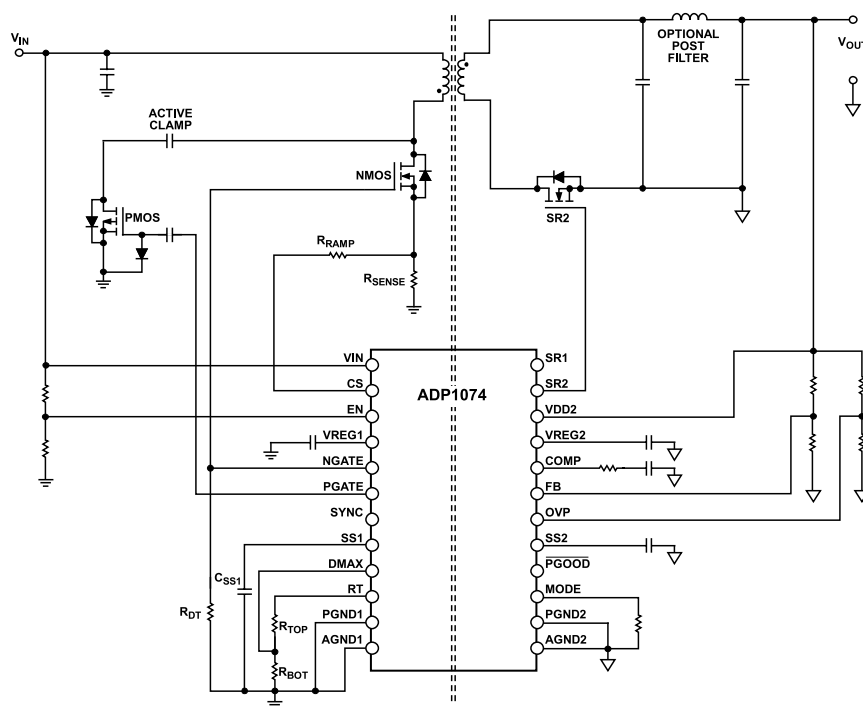 VIN
OPTIONAL
POST
FILTER
VOUT
ACTIVE
CLAMP
NMOS
PMOS
SR2
RRAMP
RSENSE
ADP1074
VIN
CS
EN
VREG1
NGATE
PGATE
SYNC
SS1
DMAX
RT
PGND1
AGND1
SR1
SR2
VDD2
VREG2
COMP
FB
OVP
SS2
PGOOD
MODE
PGND2
AGND2
CSS1
RDT
RTOP
RBOT